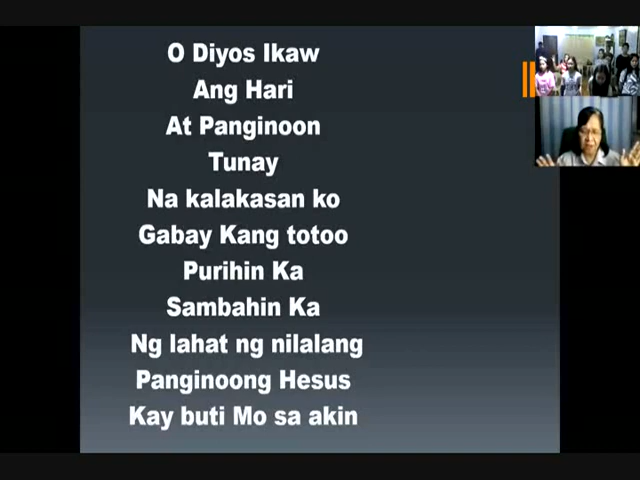 O Diyos Ikaw
Ang Hari
At Panginoon
Tunay
Na kalakasan ko
Gabay Kang totoo
Purihin Ka
Sambahin Ka
Ng lahat ng nilalang
Panginoong Hesus
Kay buti Mo sa akin